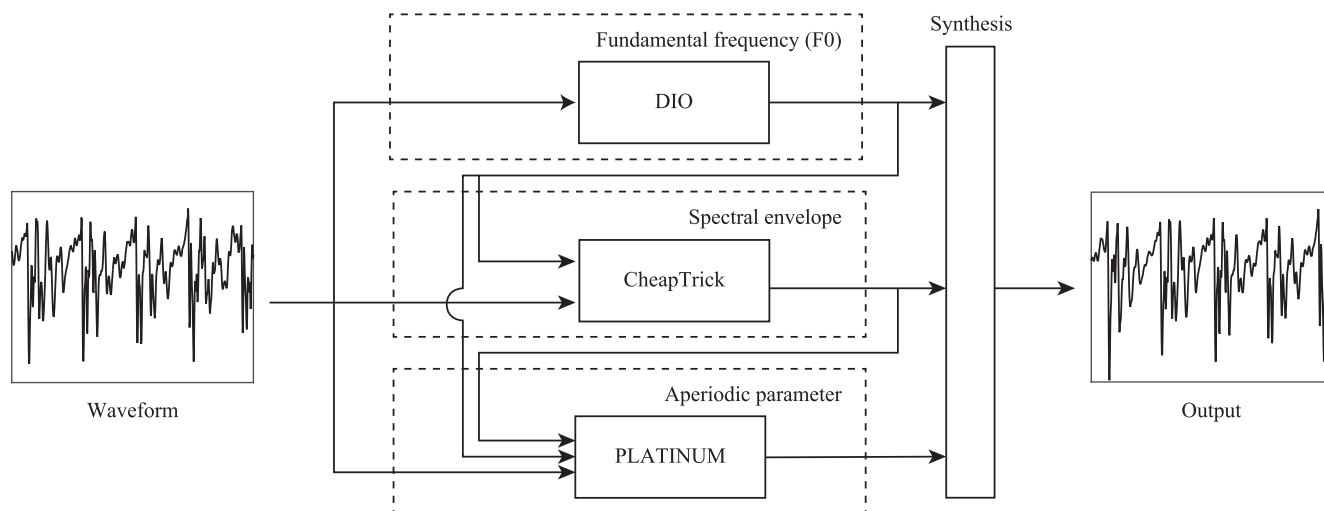 Synthesis
Fundamental frequency (F0)
DIO
Spectral envelope
CheapTrick
Waveform
Aperiodic parameter
Output
PLATINUM